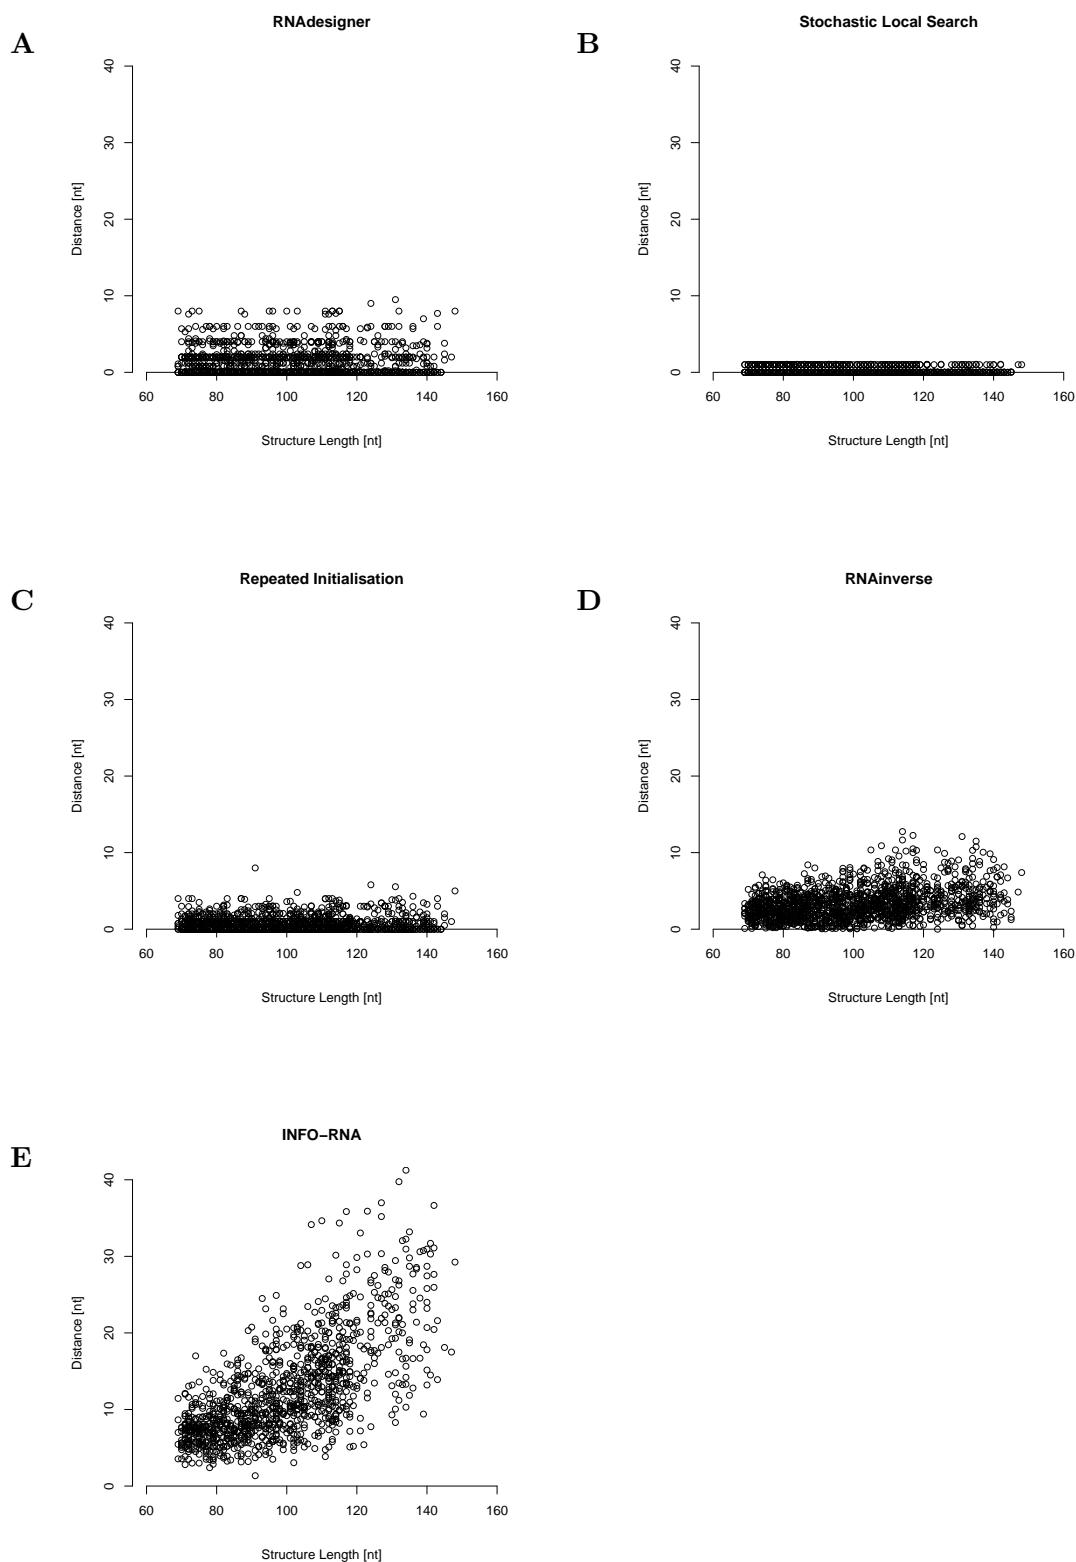 A
RNAdesigner
Distance [nt]
40
30
20
10
0
60 80 100 120 140 160
Structure Length [nt]
B
Stochastic Local Search
Distance [nt]
40
30
20
10
0
60 80 100 120 140 160
Structure Length [nt]
C
Repeated Initialisation
Distance [nt]
40
30
20
10
0
60 80 100 120 140 160
Structure Length [nt]
D
RNAinverse
Distance [nt]
40
30
20
10
0
60 80 100 120 140 160
Structure Length [nt]
E
INFO−RNA
Distance [nt]
40
30
20
10
0
60 80 100 120 140 160
Structure Length [nt]